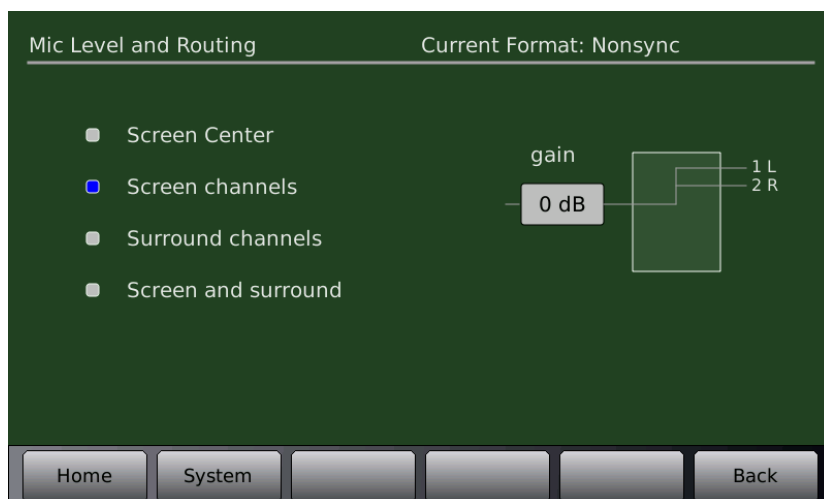 Mic Level and Routing
Current Format: Nonsync
Screen Center
Screen channels
Surround channels
Screen and surround
gain
0 dB
1 L
2 R
Home
System
Back